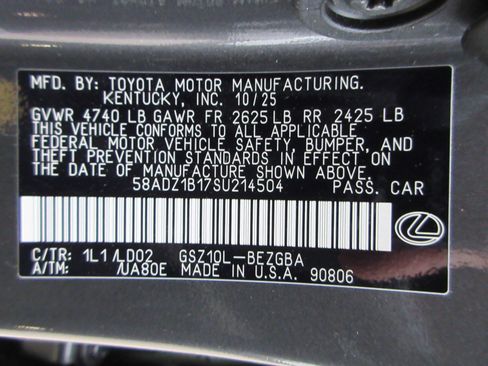 MFD. BY: TOYOTA MOTOR MANUFACTURING.
KENTUCKY, INC. 10/25
GVWR 4740 LB GAWR FR 2625 LB RR 2425 LB
THIS VEHICLE CONFORMS TO ALL APPLICABLE
FEDERAL MOTOR VEHICLE SAFETY, BUMPER, AND
THEFT PREVENTION STANDARDS IN EFFECT ON
THE DATE OF MANUFACTURE SHOWN ABOVE.
58ADZ1B17SU214504 PASS. CAR
C/TR: 1L1/LD02 GSZ10L-BEZGBA
A/TM: /UA80E MADE IN U.S.A. 90806